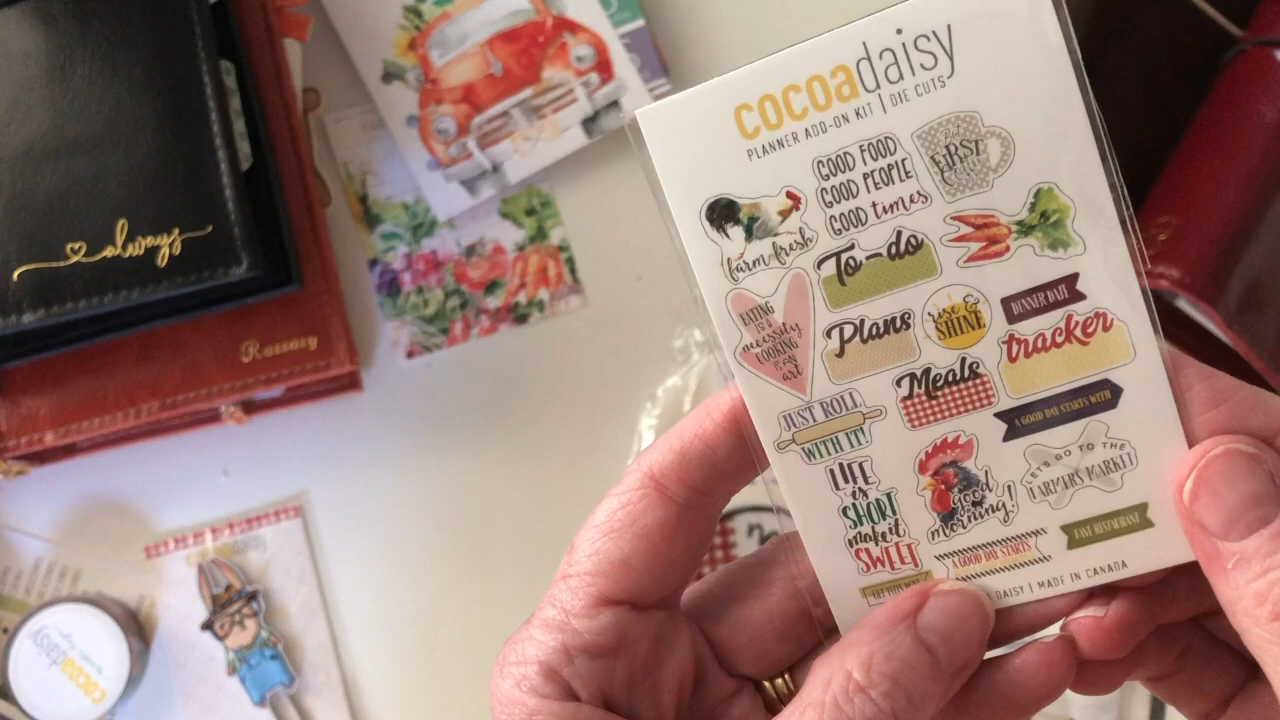 cocoadaisy
PLANNER ADD-ON KIT | DIE CUTS
GOOD FOOD
GOOD PEOPLE
GOOD times
but
FIRST
farm fresh
To-do
EATING
IS A
necessity
COOKING
IS AN
art
Plans
rise &
SHINE
DINNER DATE
tracker
Meals
JUST ROLL
WITH IT!
A GOOD DAY STARTS WITH
LIFE
is
SHORT
make it
SWEET
good
morning!
LET'S GO TO THE
FARMERS MARKET
A GOOD DAY STARTS
FAVE RESTAURANT
DAISY | MADE IN CANADA
always
cocoadaisy